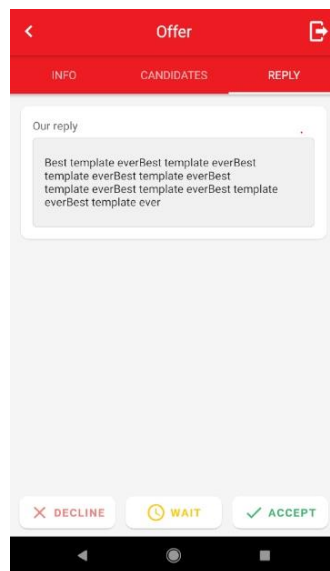 Offer
INFO CANDIDATES REPLY
Our reply
Best template everBest template everBest
template everBest template everBest
template everBest template everBest template
everBest template ever
DECLINE WAIT ACCEPT